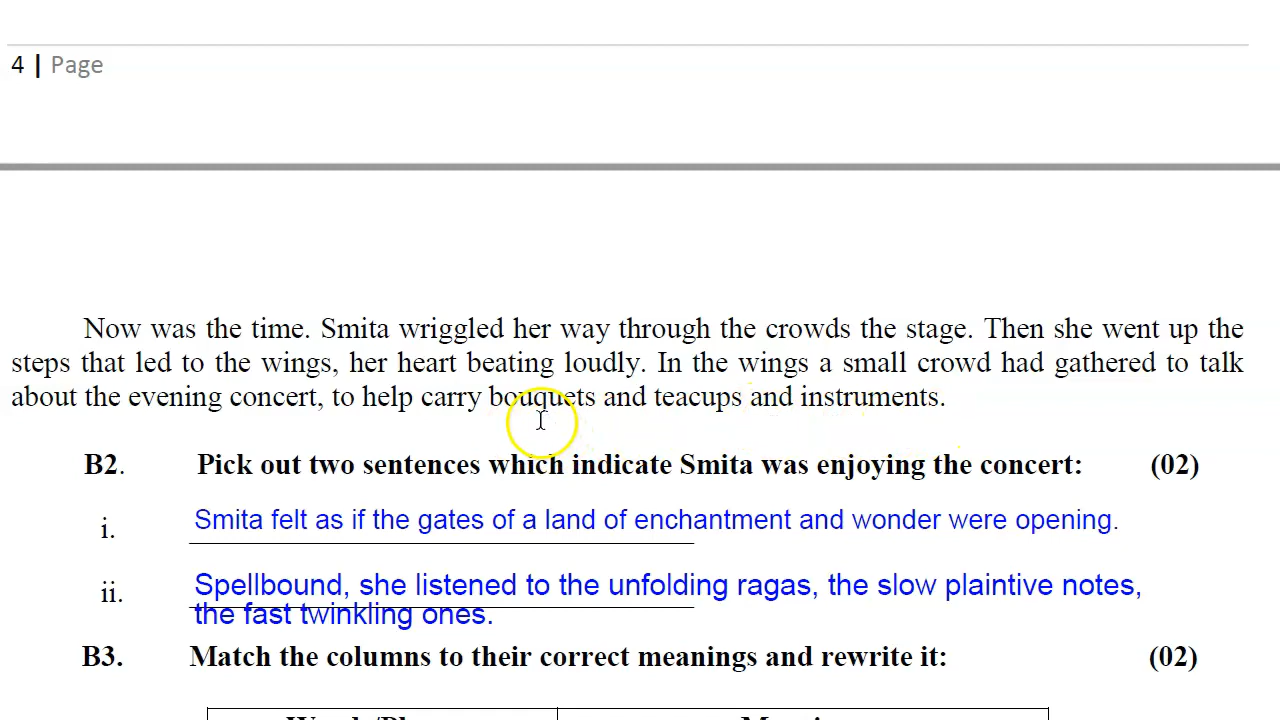 4 | Page
Now was the time. Smita wriggled her way through the crowds the stage. Then she went up the
steps that led to the wings, her heart beating loudly. In the wings a small crowd had gathered to talk
about the evening concert, to help carry bouquets and teacups and instruments.
B2. Pick out two sentences which indicate Smita was enjoying the concert: (02)
i. Smita felt as if the gates of a land of enchantment and wonder were opening.
ii. Spellbound, she listened to the unfolding ragas, the slow plaintive notes,
the fast twinkling ones.
B3. Match the columns to their correct meanings and rewrite it: (02)